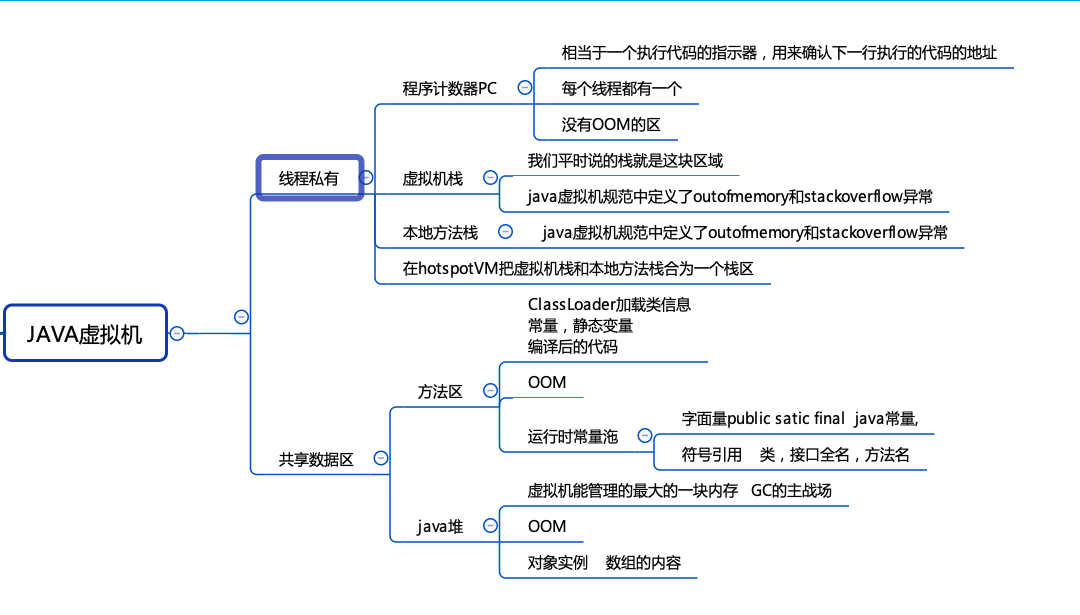 JAVA虚拟机
线程私有
程序计数器PC
相当于一个执行代码的指示器，用来确认下一行执行的代码的地址
每个线程都有一个
没有OOM的区
虚拟机栈
我们平时说的栈就是这块区域
java虚拟机规范中定义了outofmemory和stackoverflow异常
本地方法栈
java虚拟机规范中定义了outofmemory和stackoverflow异常
在hotspotVM把虚拟机栈和本地方法栈合为一个栈区
共享数据区
方法区
ClassLoader加载类信息
常量，静态变量
编译后的代码
OOM
运行时常量池
字面量public satic final  java常量,
符号引用    类，接口全名，方法名
java堆
虚拟机能管理的最大的一块内存   GC的主战场
OOM
对象实例    数组的内容